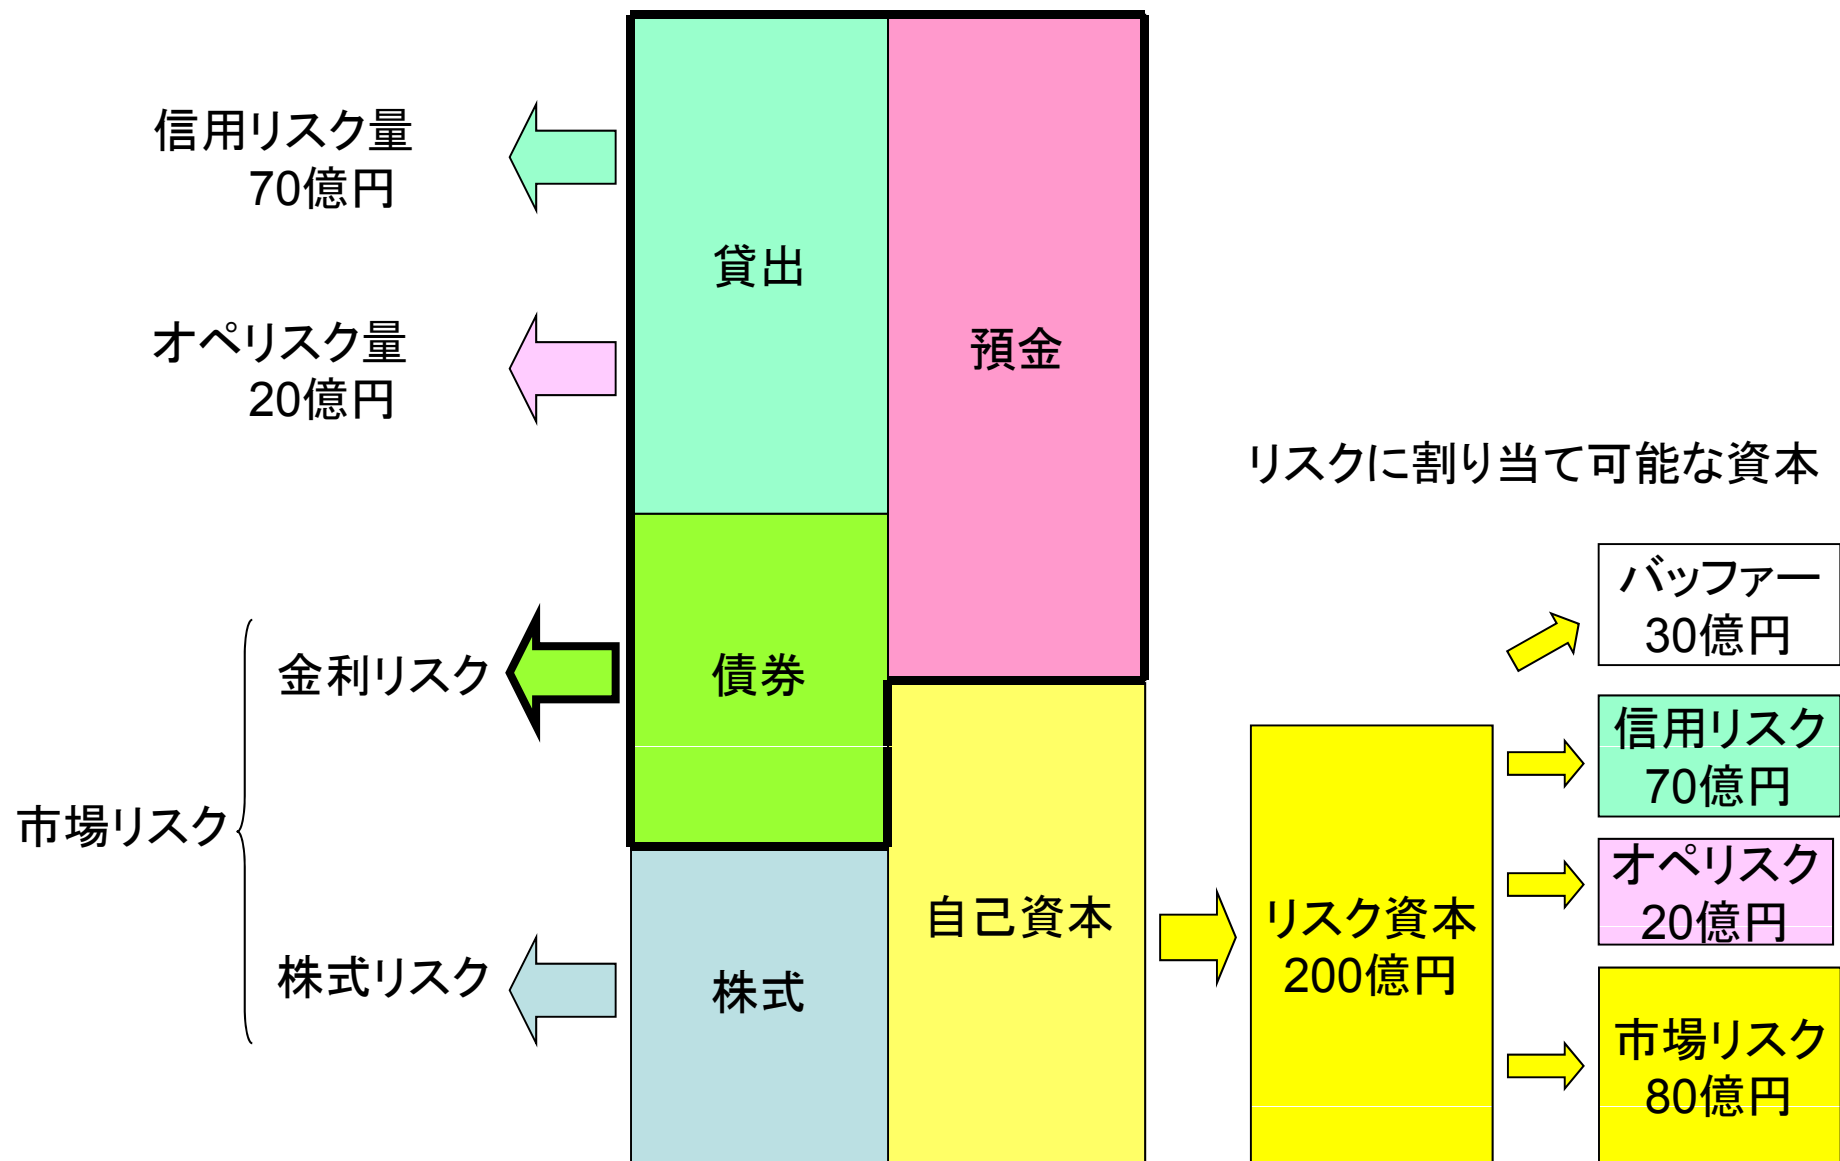 信用リスク量
70億円
オペリスク量
20億円
市場リスク
金利リスク
株式リスク
貸出
債券
株式
預金
自己資本
リスクに割り当て可能な資本
リスク資本
200億円
バッファー
30億円
信用リスク
70億円
オペリスク
20億円
市場リスク
80億円